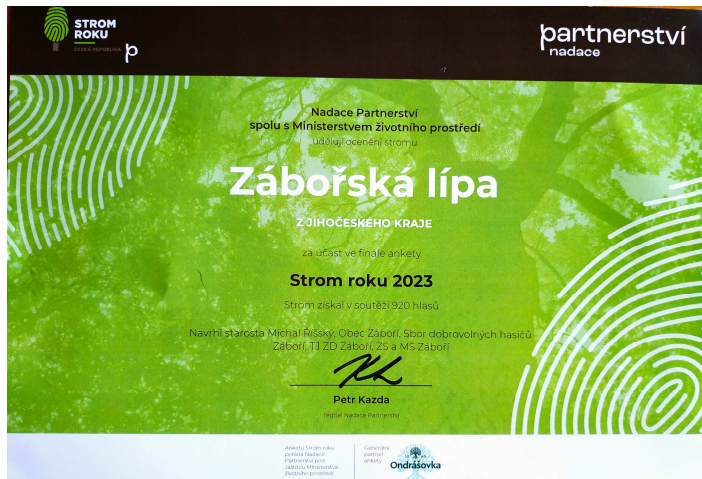 STROM
ROKU
ČESKÁ REPUBLIKA
partnerství
nadace
Nadace Partnerství
spolu s Ministerstvem životního prostředí
udělují ocenění stromu
Zábořská lípa
Z JIHOČESKÉHO KRAJE
za účast ve finále ankety
Strom roku 2023
Strom získal v soutěži 920 hlasů
Navrhl starosta Michal Říšský, Obec Záboří, Sbor dobrovolných hasičů
Záboří, TJ ZD Záboří, ZŠ a MŠ Záboří
Petr Kazda
ředitel Nadace Partnerství
Anketu Strom roku
pořádá Nadace
Partnerství pod
záštitou Ministerstva
životního prostředí.
Generální
partner
ankety
Ondrášovka